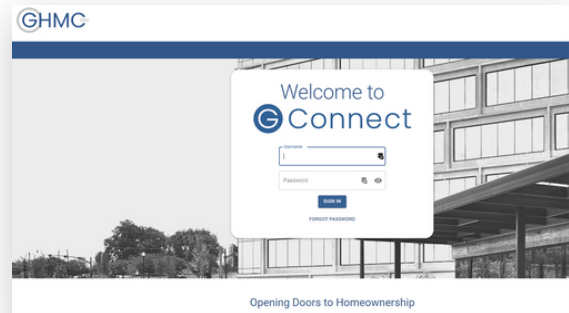 GHMC
Welcome to
G Connect
Username
Password
SIGN IN
FORGOT PASSWORD
Opening Doors to Homeownership